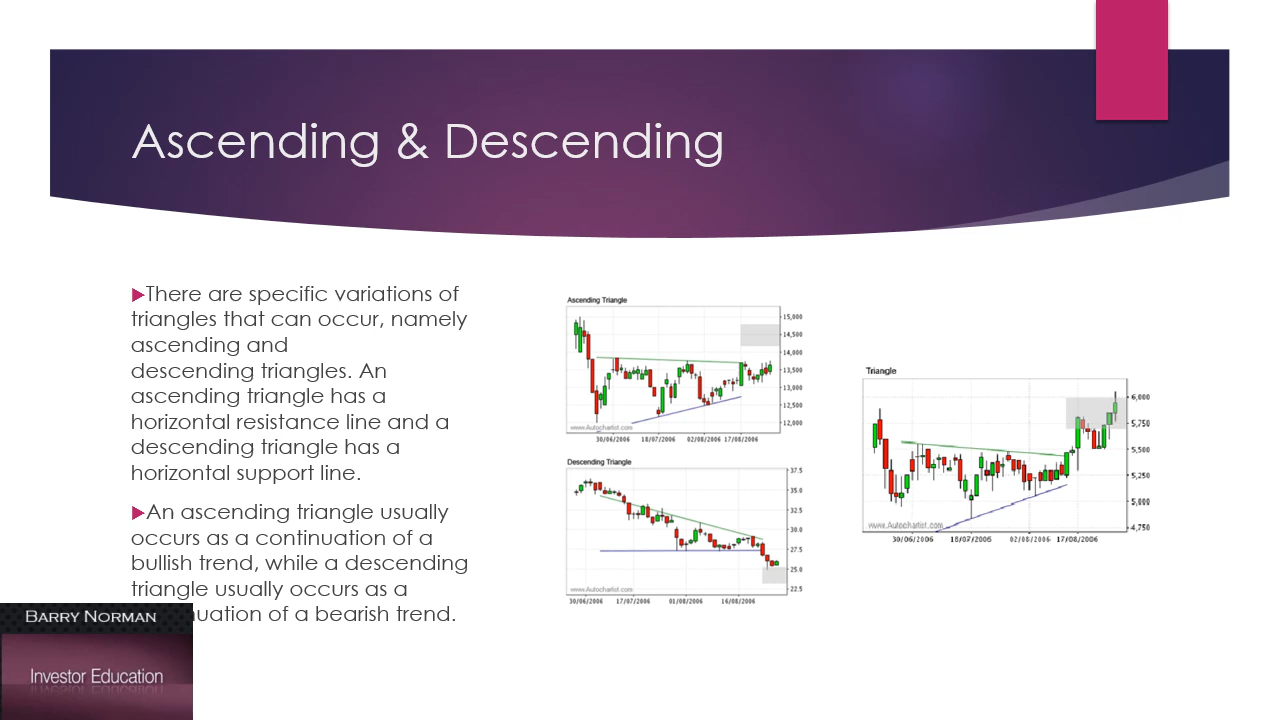 Ascending & Descending
There are specific variations of
triangles that can occur, namely
ascending and
descending triangles. An
ascending triangle has a
horizontal resistance line and a
descending triangle has a
horizontal support line.
An ascending triangle usually
occurs as a continuation of a
bullish trend, while a descending
triangle usually occurs as a
nuation of a bearish trend.
Ascending Triangle
15,000
14,500
14,000
13,500
13,000
12,500
12,000
www.Autochartist.com
30/06/2006 18/07/2006 02/08/2006 17/08/2006
Descending Triangle
37.5
35.0
32.5
30.0
27.5
25.0
22.5
www.Autochartist.com
30/06/2006 17/07/2006 01/08/2006 16/08/2006
Triangle
6,000
5,750
5,500
5,250
5,000
4,750
www.Autochartist.com
30/06/2006 18/07/2006 02/08/2006 17/08/2006
BARRY NORMAN
Investor Education